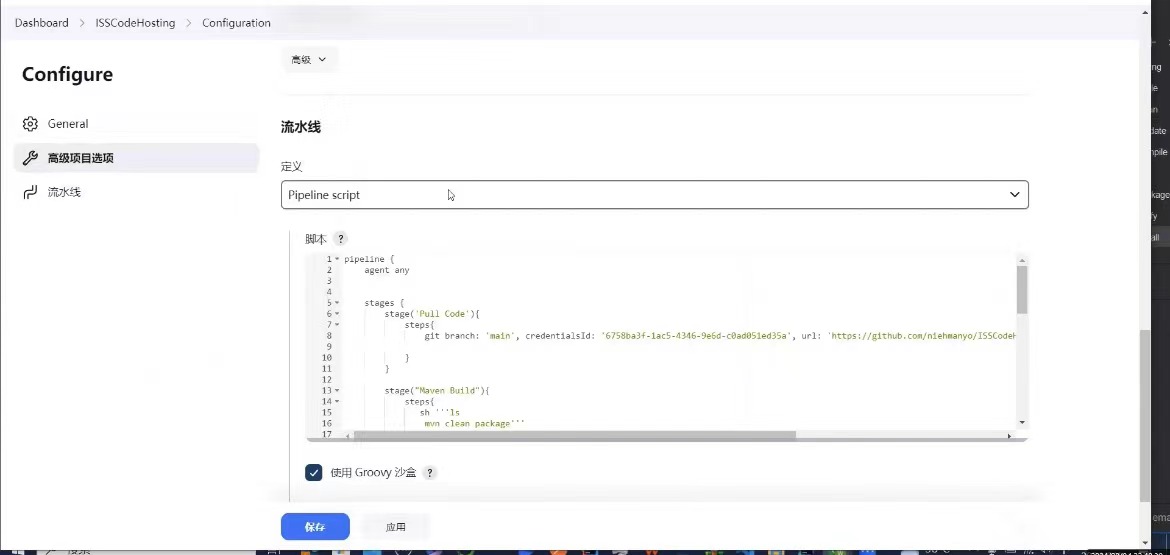 Dashboard > ISSCodeHosting > Configuration
Configure
General
高级项目选项
流水线
高级
流水线
定义
Pipeline script
脚本 ?
1 pipeline {
2     agent any
3
4
5     stages {
6         stage('Pull Code'){
7             steps{
8                 git branch: 'main', credentialsId: '6758ba3f-1ac5-4346-9e6d-c0ad051ed35a', url: 'https://github.com/niehmanyo/ISSCodeH
9
10             }
11         }
12
13         stage("Maven Build"){
14             steps{
15                sh '''ls
16                 mvn clean package'''
17
使用 Groovy 沙盒 ?
保存
应用
date
mpile
kage
all